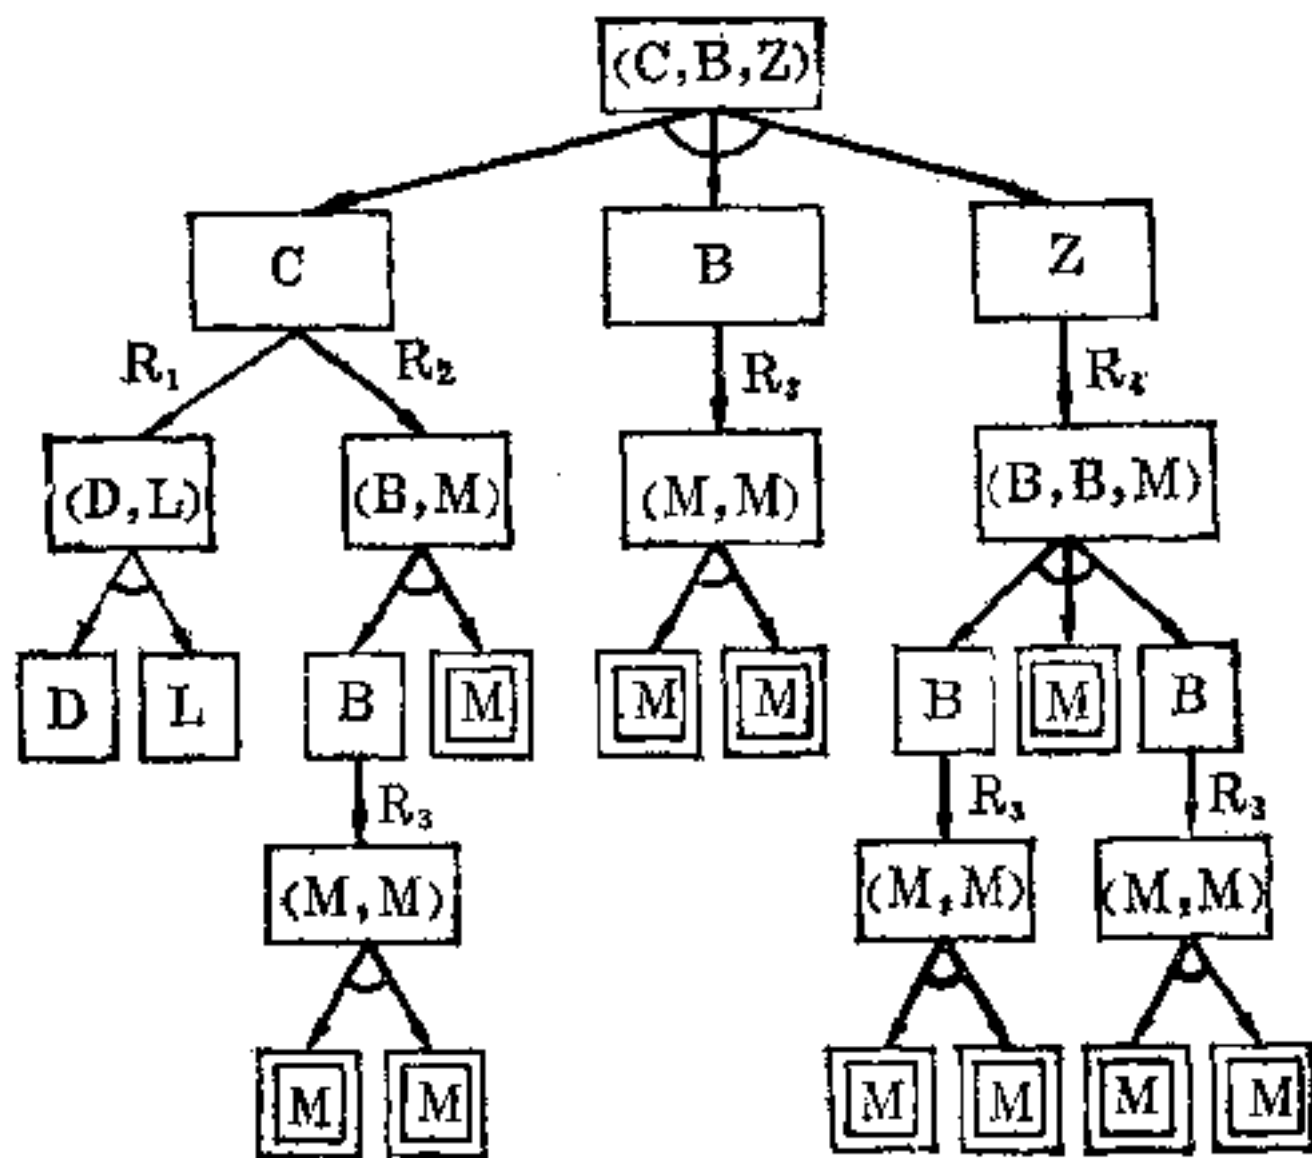 (C,B,Z)
C B Z
R₁ R₂ R₃ R₄
(D,L) (B,M) (M,M) (B,B,M)
D L B M M M B M B
R₃ R₃ R₃
(M,M) (M,M) (M,M)
M M M M M M